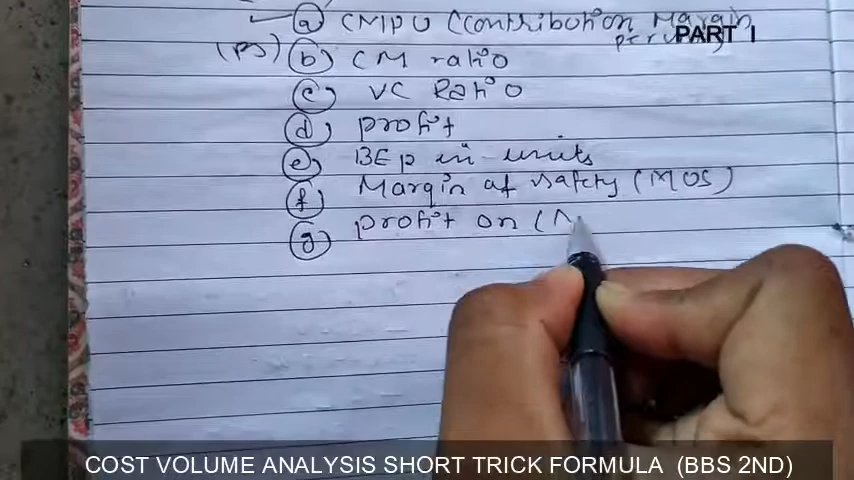 (a) CMPU (Contribution Margin
per
PART I
(PS) (b) CM ratio
(c) VC Ratio
(d) profit
(e) BEP in units
(f) Margin of safety (MOS)
(g) profit on (
COST VOLUME ANALYSIS SHORT TRICK FORMULA (BBS 2ND)